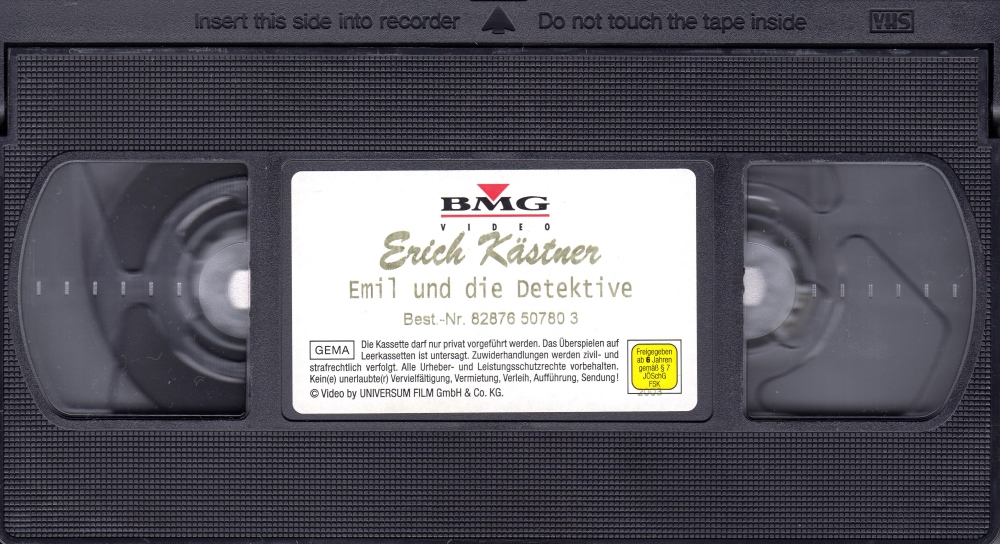 Insert this side into recorder Do not touch the tape inside VHS
BMG
VIDEO
Erich Kästner
Emil und die Detektive
Best.-Nr. 82876 50780 3
GEMA
Die Kassette darf nur privat vorgeführt werden. Das Überspielen auf
Leerkassetten ist untersagt. Zuwiderhandlungen werden zivil- und
strafrechtlich verfolgt. Alle Urheber- und Leistungsschutzrechte vorbehalten.
Kein(e) unerlaubte(r) Vervielfältigung, Vermietung, Verleih, Aufführung, Sendung!
© Video by UNIVERSUM FILM GmbH & Co. KG.
Freigegeben
ab 6 Jahren
gemäß § 7
JÖSchG
FSK
2003